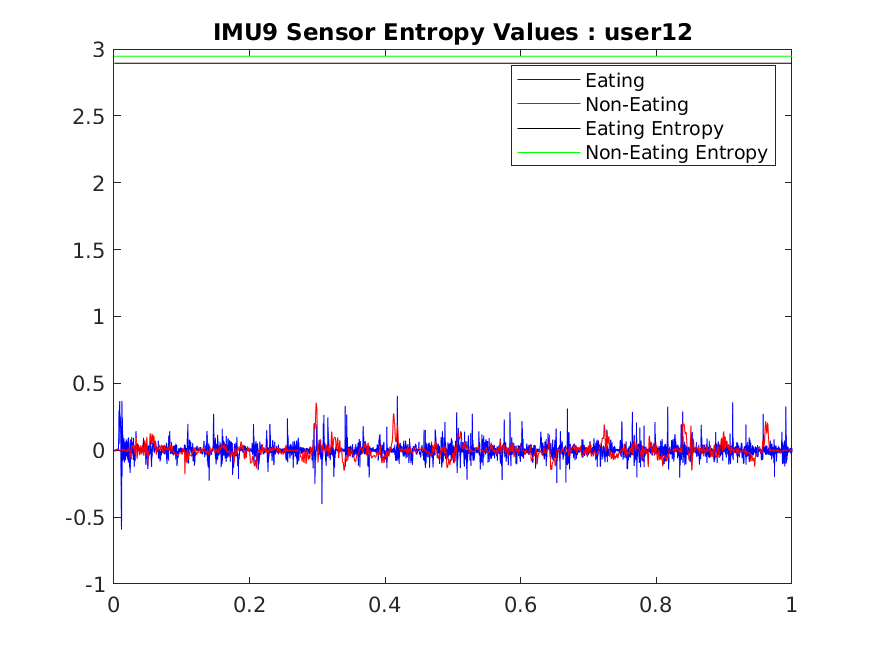 IMU9 Sensor Entropy Values : user12
3
Eating
Non-Eating
Eating Entropy
Non-Eating Entropy
2.5
2
1.5
1
0.5
0
-0.5
-1
0 0.2 0.4 0.6 0.8 1